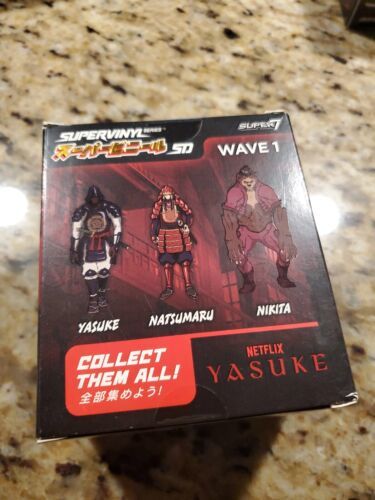 SUPERVINYL SERIES
SUPER7
スーパービニール SD
WAVE 1
YASUKE
NATSUMARU
NIKITA
COLLECT
THEM ALL!
全部集めよう!
NETFLIX
YASUKE